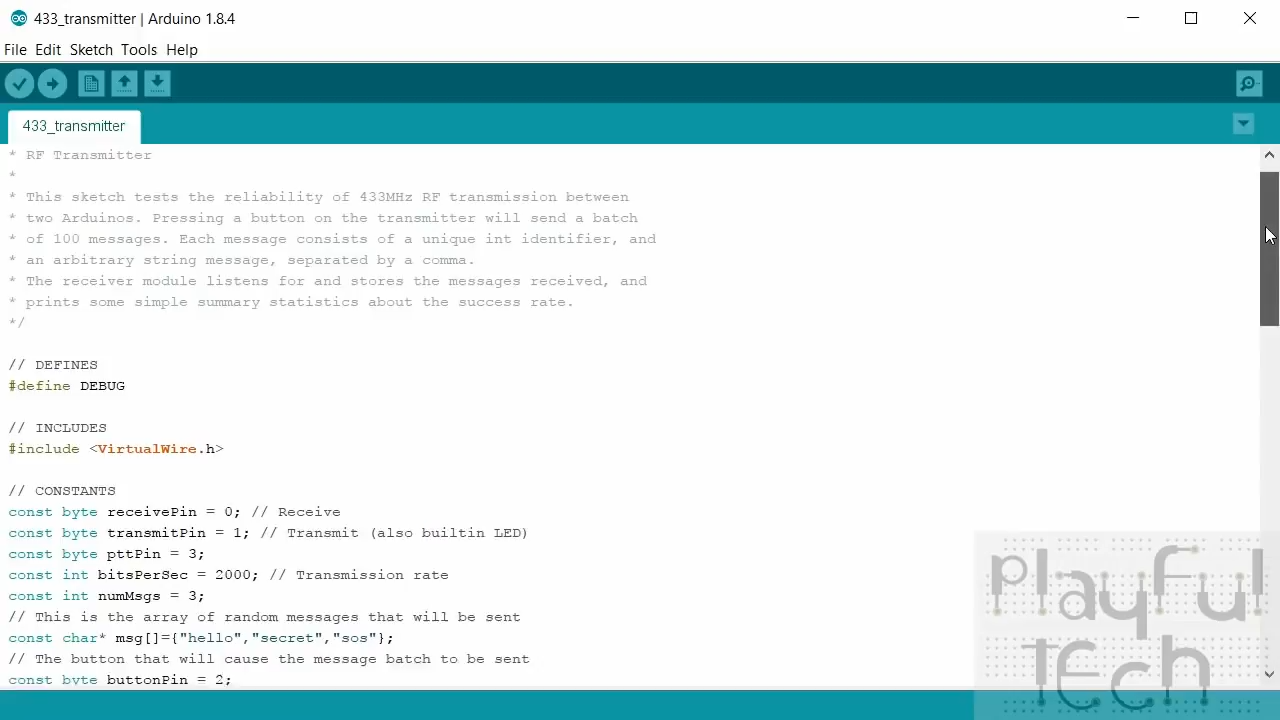 433_transmitter | Arduino 1.8.4
File Edit Sketch Tools Help
433_transmitter
* RF Transmitter
*
* This sketch tests the reliability of 433MHz RF transmission between
* two Arduinos. Pressing a button on the transmitter will send a batch
* of 100 messages. Each message consists of a unique int identifier, and
* an arbitrary string message, separated by a comma.
* The receiver module listens for and stores the messages received, and
* prints some simple summary statistics about the success rate.
*/
// DEFINES
#define DEBUG
// INCLUDES
#include <VirtualWire.h>
// CONSTANTS
const byte receivePin = 0; // Receive
const byte transmitPin = 1; // Transmit (also builtin LED)
const byte pttPin = 3;
const int bitsPerSec = 2000; // Transmission rate
const int numMsgs = 3;
// This is the array of random messages that will be sent
const char* msg[]={"hello","secret","sos"};
// The button that will cause the message batch to be sent
const byte buttonPin = 2;
playful
tech